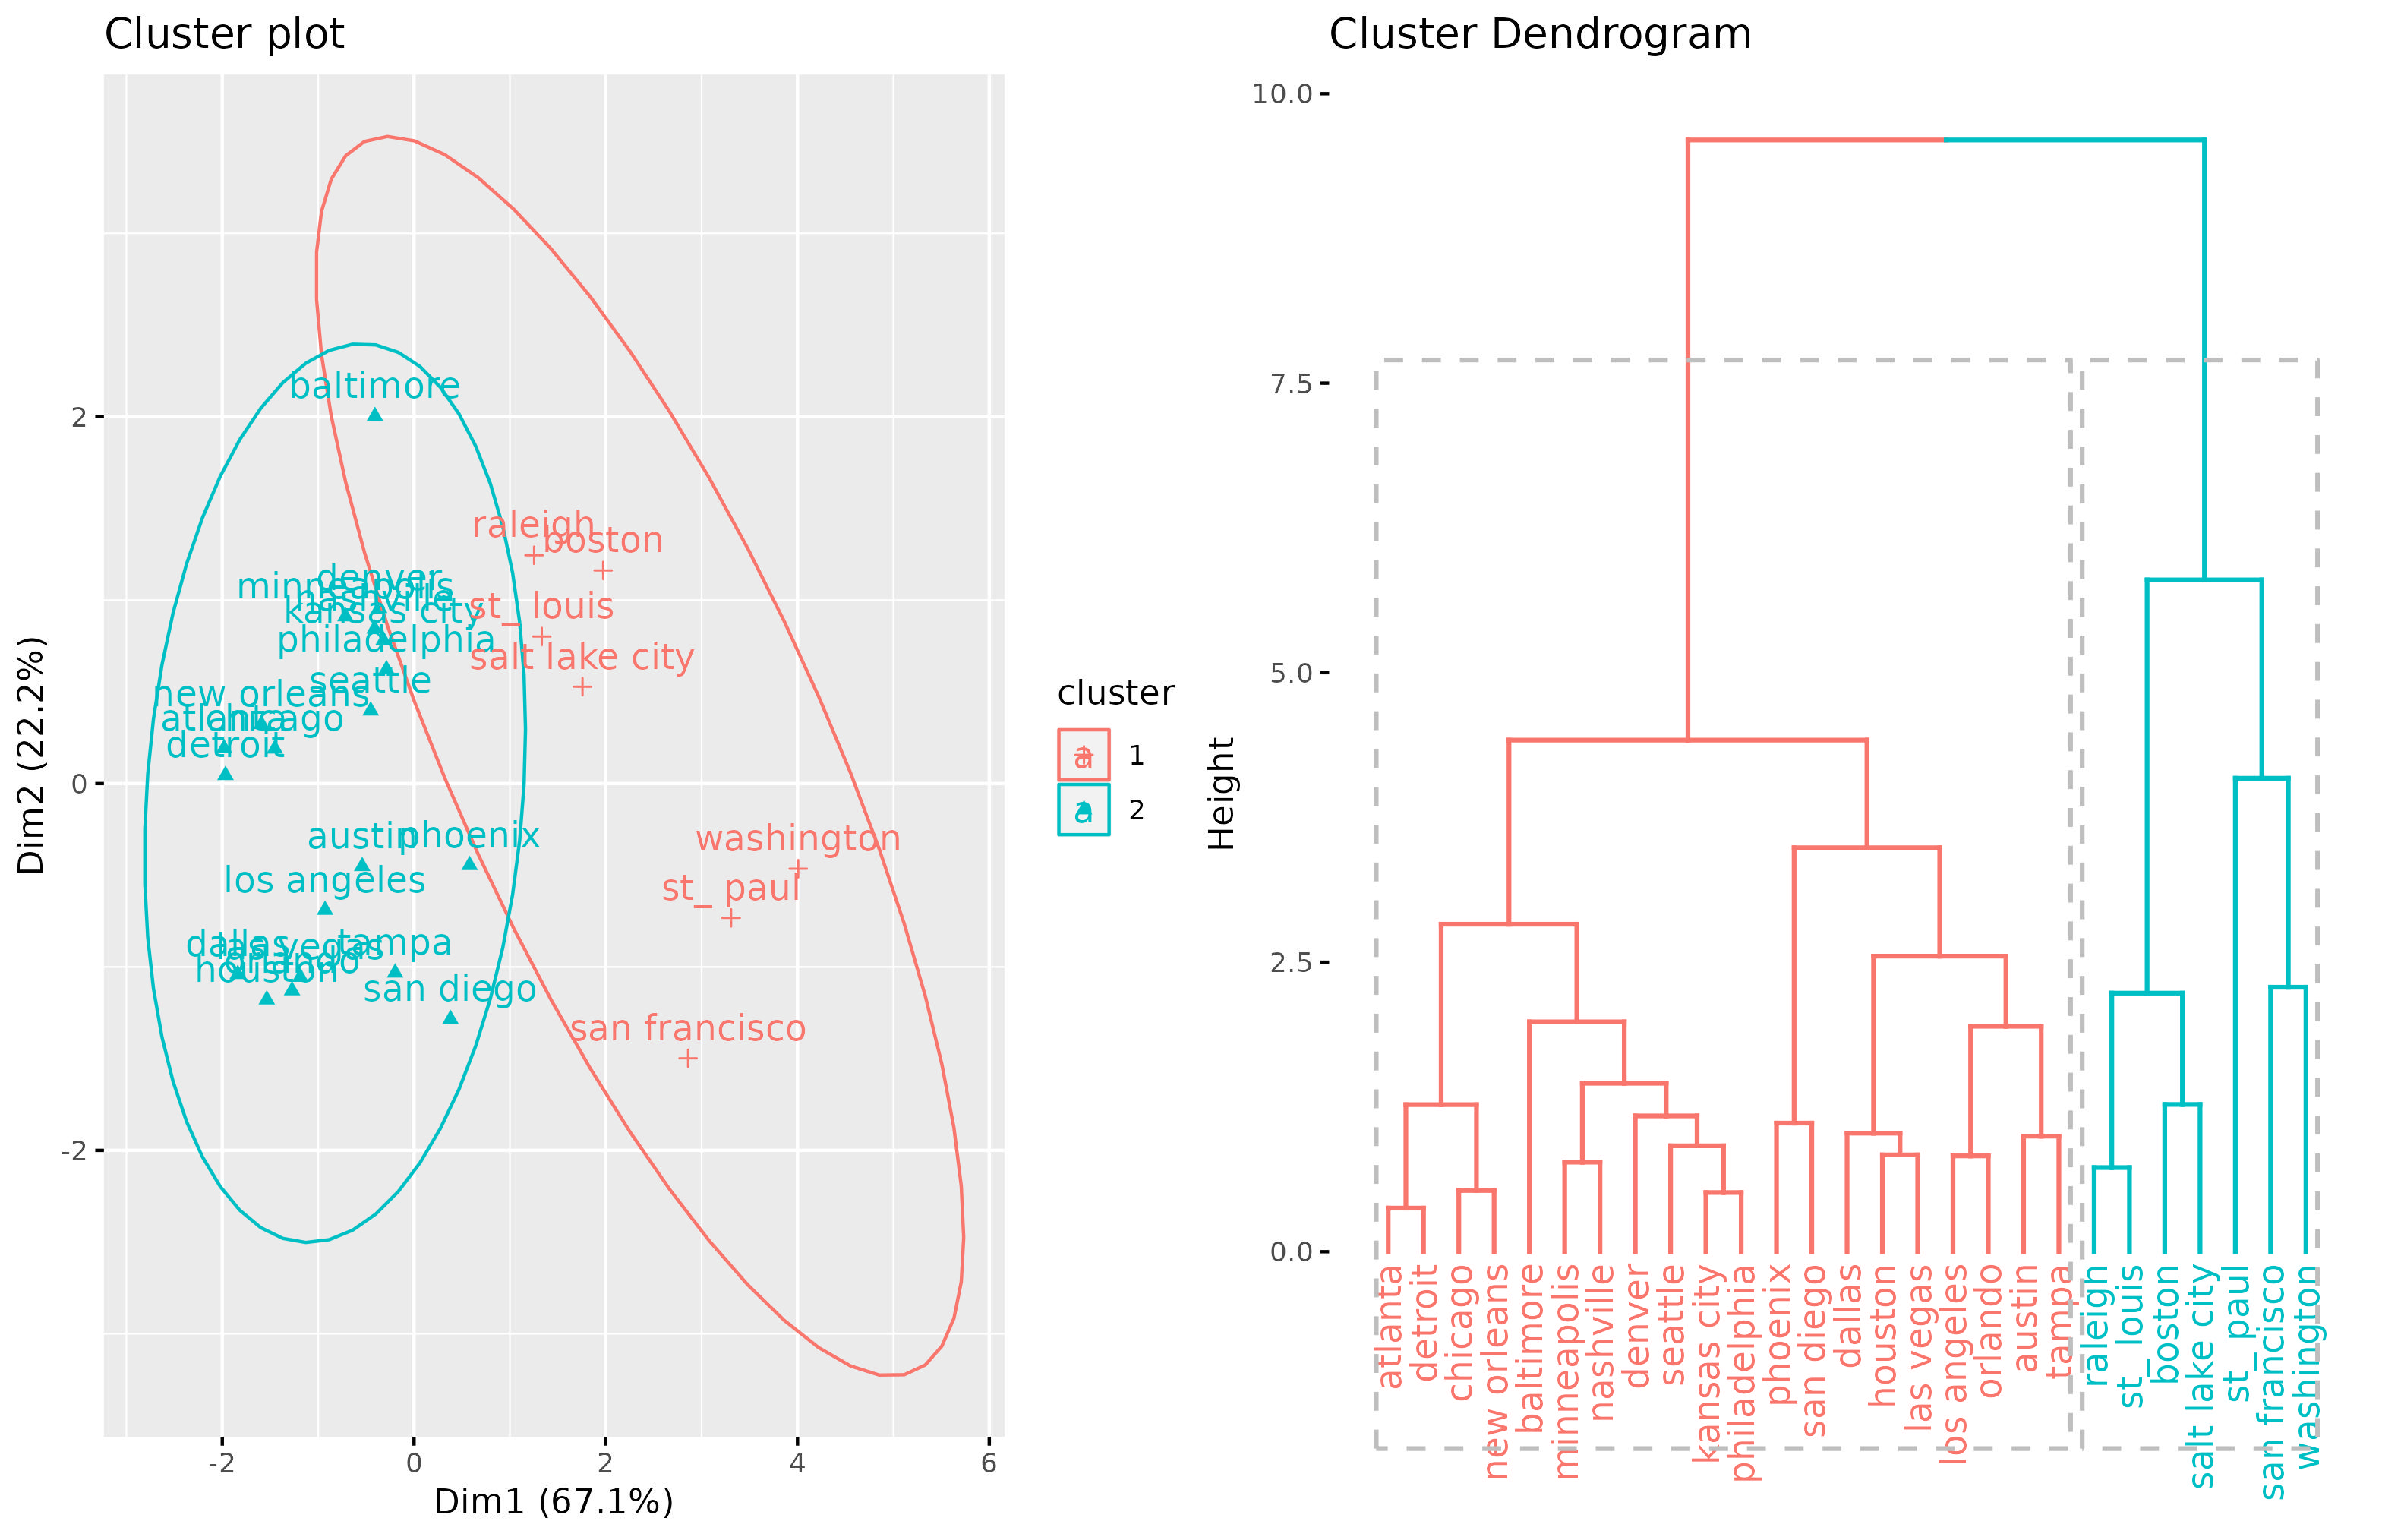 Cluster plot
baltimore
raleigh
boston
denver
minneapolis
nashville
st_ louis
kansas city
philadelphia
salt lake city
seattle
new orleans
atlanta
chicago
detroit
austin
phoenix
washington
los angeles
st_ paul
dallas
las vegas
tampa
orlando
houston
san diego
san francisco
2
0
-2
-2
0
2
4
6
Dim1 (67.1%)
Dim2 (22.2%)
cluster
a
1
a
2
Cluster Dendrogram
10.0
7.5
5.0
2.5
0.0
Height
atlanta
detroit
chicago
new orleans
baltimore
minneapolis
nashville
denver
seattle
kansas city
philadelphia
phoenix
san diego
dallas
houston
las vegas
los angeles
orlando
austin
tampa
raleigh
st_ louis
boston
salt lake city
st_ paul
san francisco
washington